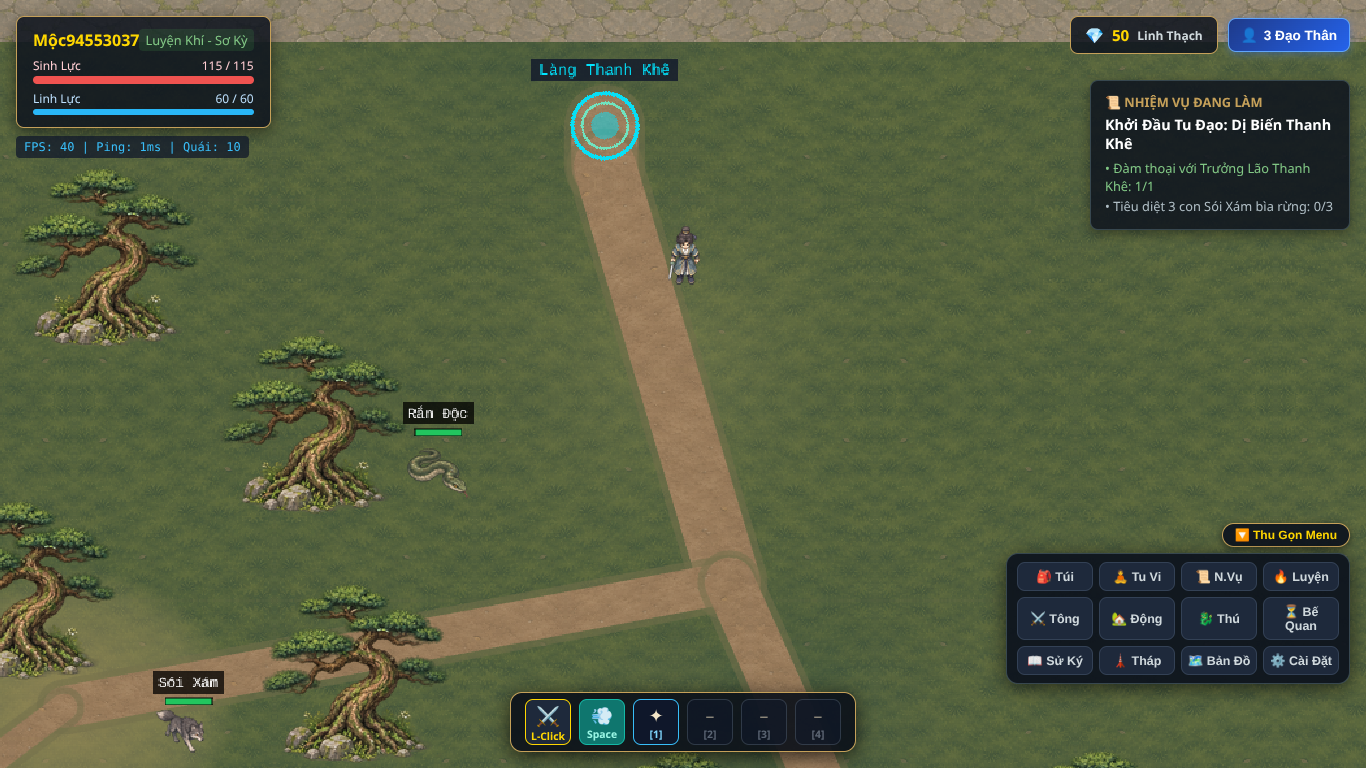 Mộc94553037 Luyện Khí - Sơ Kỳ
Sinh Lực 115 / 115
Linh Lực 60 / 60
FPS: 40 | Ping: 1ms | Quái: 10
Làng Thanh Khê
50 Linh Thạch
3 Đạo Thân
NHIỆM VỤ ĐANG LÀM
Khởi Đầu Tu Đạo: Dị Biến Thanh
Khê
• Đàm thoại với Trưởng Lão Thanh
Khê: 1/1
• Tiêu diệt 3 con Sói Xám bìa rừng: 0/3
Rắn Độc
Sói Xám
Thu Gọn Menu
Túi
Tu Vi
N.Vụ
Luyện
Tông
Động
Thú
Bế
Quan
Sử Ký
Tháp
Bản Đồ
Cài Đặt
L-Click
Space
[1]
[2]
[3]
[4]